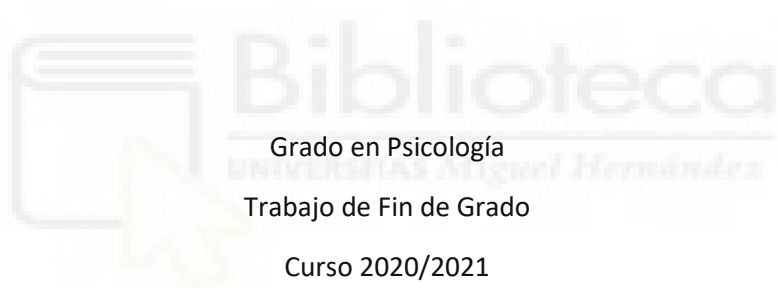 Biblioteca
Grado en Psicología
UNIVERSITAS Miguel Hernández
Trabajo de Fin de Grado
Curso 2020/2021